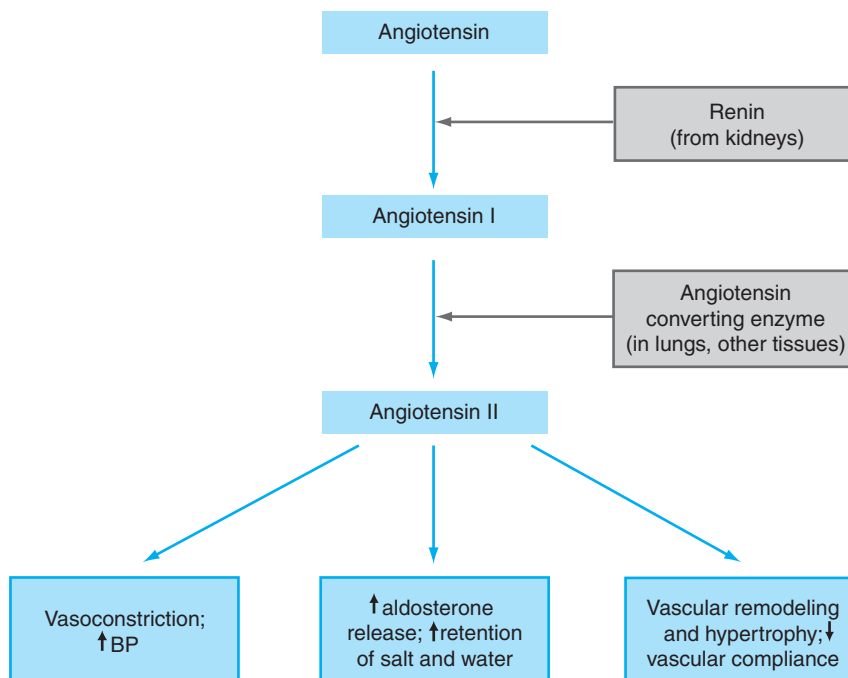 Angiotensin
Renin
(from kidneys)
Angiotensin I
Angiotensin
converting enzyme
(in lungs, other tissues)
Angiotensin II
Vasoconstriction;
↑BP
↑aldosterone
release; ↑retention
of salt and water
Vascular remodeling
and hypertrophy;↓
vascular compliance